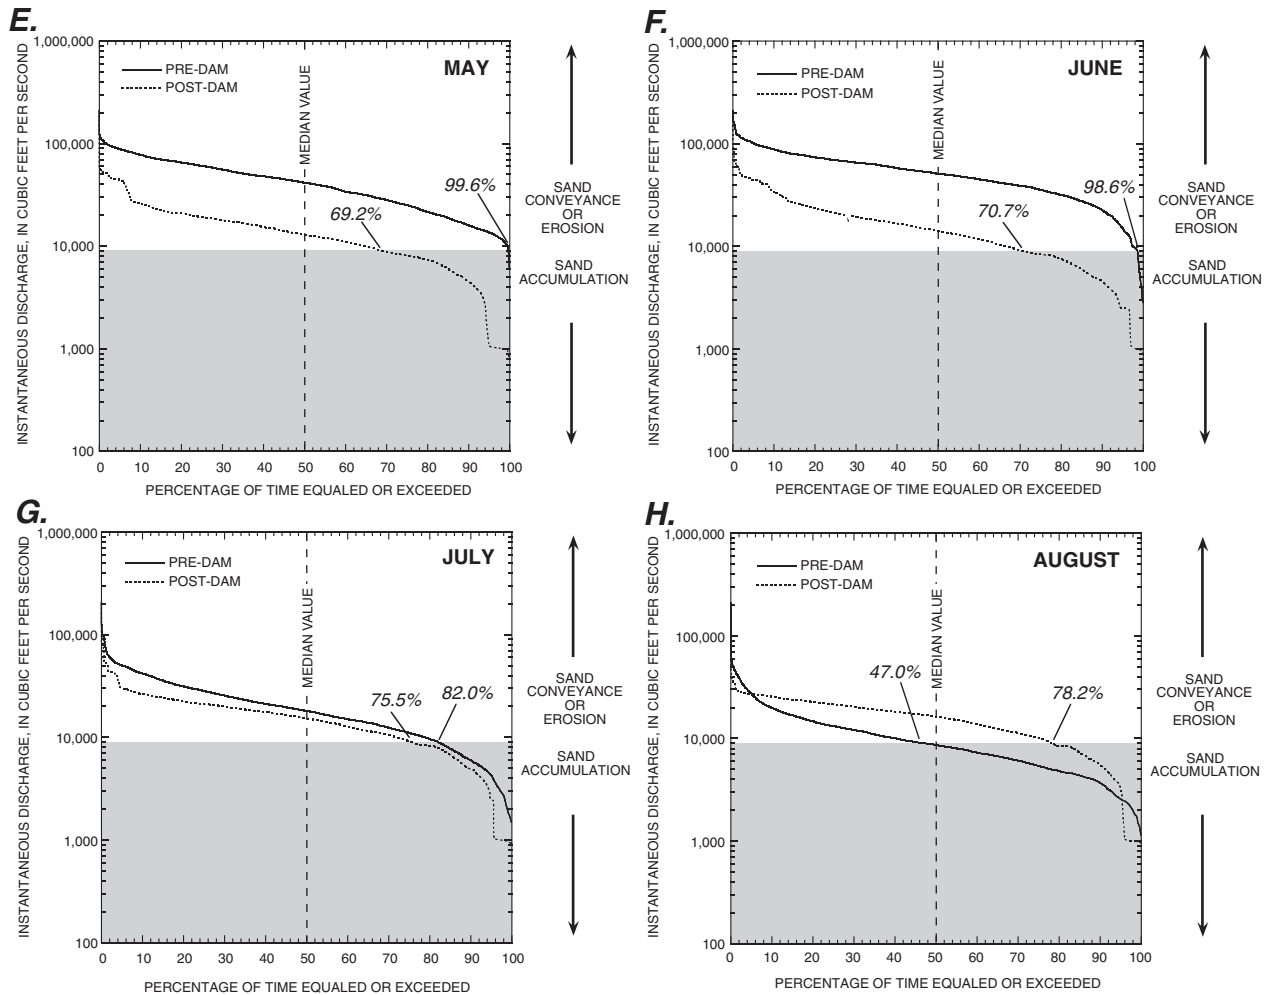 E.
INSTANTANEOUS DISCHARGE, IN CUBIC FEET PER SECOND
1,000,000
100,000
10,000
1,000
100
PRE-DAM
POST-DAM
MEDIAN VALUE
MAY
69.2%
99.6%
0 10 20 30 40 50 60 70 80 90 100
PERCENTAGE OF TIME EQUALED OR EXCEEDED
SAND
CONVEYANCE
OR
EROSION
SAND
ACCUMULATION
F.
INSTANTANEOUS DISCHARGE, IN CUBIC FEET PER SECOND
1,000,000
100,000
10,000
1,000
100
PRE-DAM
POST-DAM
MEDIAN VALUE
JUNE
70.7%
98.6%
0 10 20 30 40 50 60 70 80 90 100
PERCENTAGE OF TIME EQUALED OR EXCEEDED
SAND
CONVEYANCE
OR
EROSION
SAND
ACCUMULATION
G.
INSTANTANEOUS DISCHARGE, IN CUBIC FEET PER SECOND
1,000,000
100,000
10,000
1,000
100
PRE-DAM
POST-DAM
MEDIAN VALUE
JULY
75.5%
82.0%
0 10 20 30 40 50 60 70 80 90 100
PERCENTAGE OF TIME EQUALED OR EXCEEDED
SAND
CONVEYANCE
OR
EROSION
SAND
ACCUMULATION
H.
INSTANTANEOUS DISCHARGE, IN CUBIC FEET PER SECOND
1,000,000
100,000
10,000
1,000
100
PRE-DAM
POST-DAM
MEDIAN VALUE
AUGUST
47.0%
78.2%
0 10 20 30 40 50 60 70 80 90 100
PERCENTAGE OF TIME EQUALED OR EXCEEDED
SAND
CONVEYANCE
OR
EROSION
SAND
ACCUMULATION